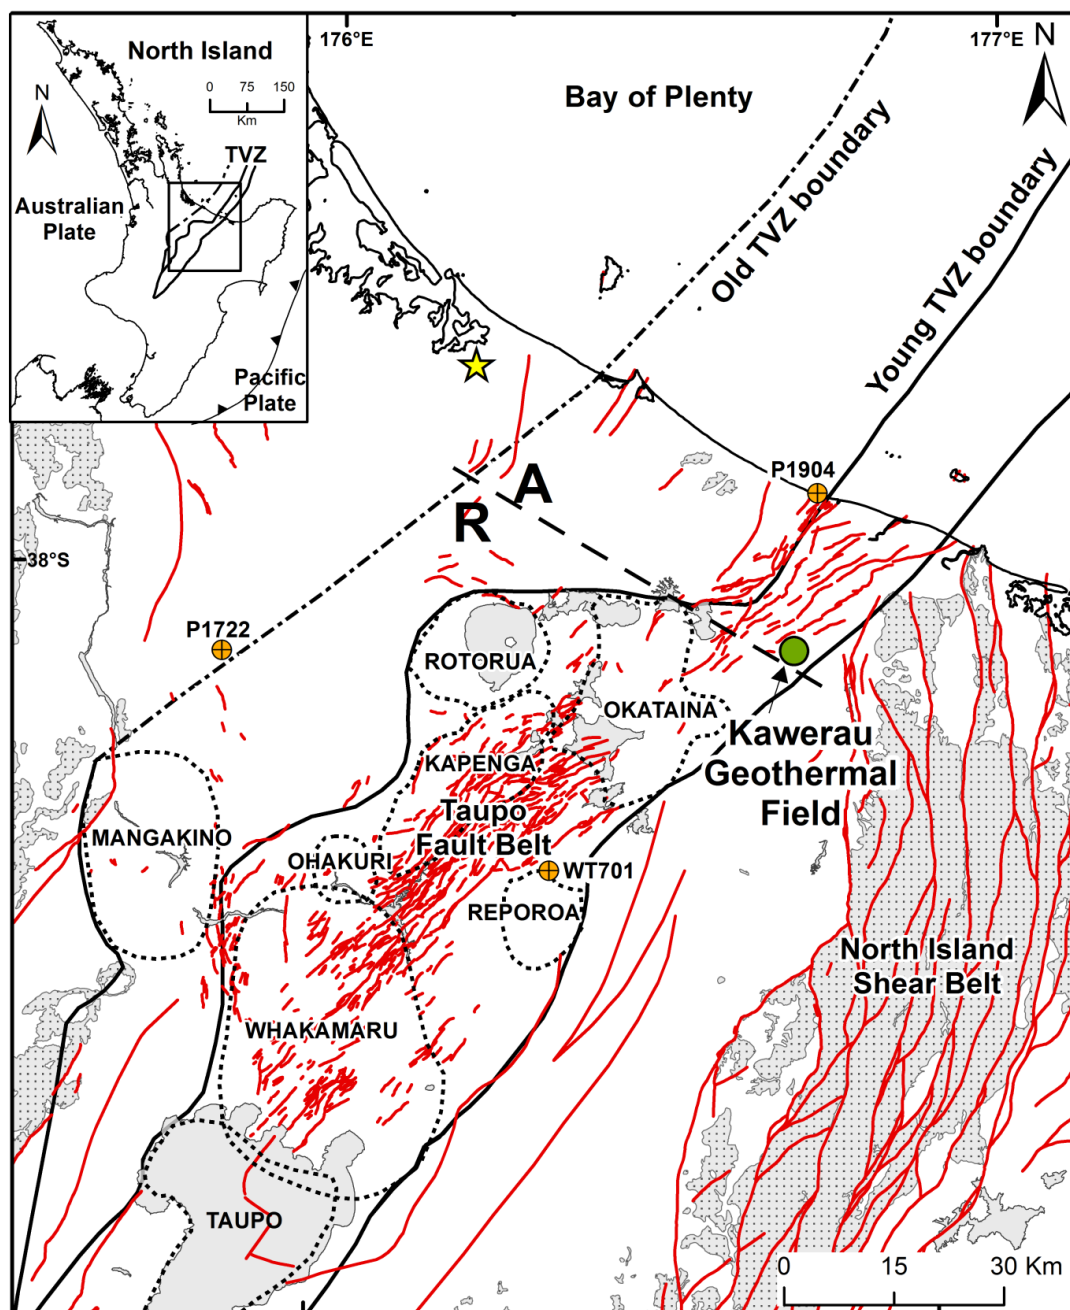 176°E
177°E
North Island
0 75 150
Km
N
TVZ
Australian
Plate
Pacific
Plate
N
Bay of Plenty
Old TVZ boundary
Young TVZ boundary
P1904
A
R
38°S
P1722
ROTORUA
OKATAINA
KAPENGA
Kawerau
Geothermal
Field
Taupo
Fault Belt
MANGAKINO
OHAKURI
WT701
REPOROA
North Island
Shear Belt
WHAKAMARU
TAUPO
0 15 30 Km